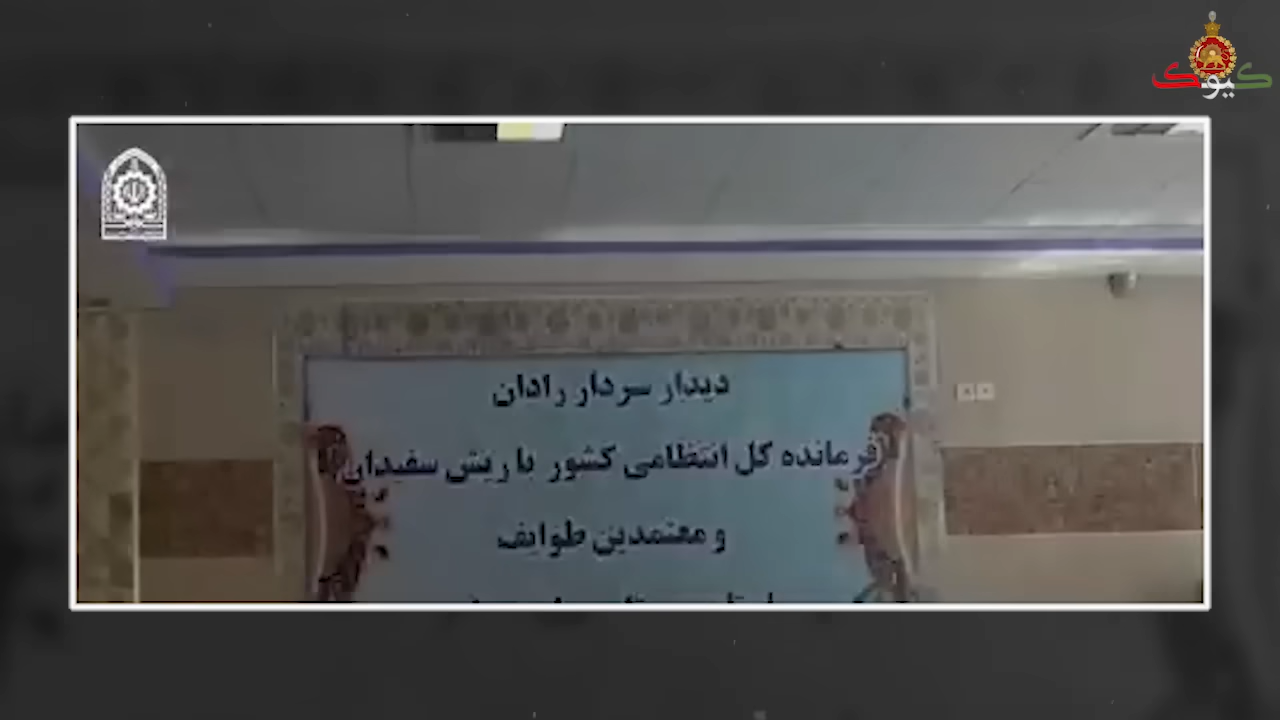 کیوک
دیدار سردار رادان
فرمانده کل انتظامی کشور با ریش سفیدان
و معتمدین طوایف